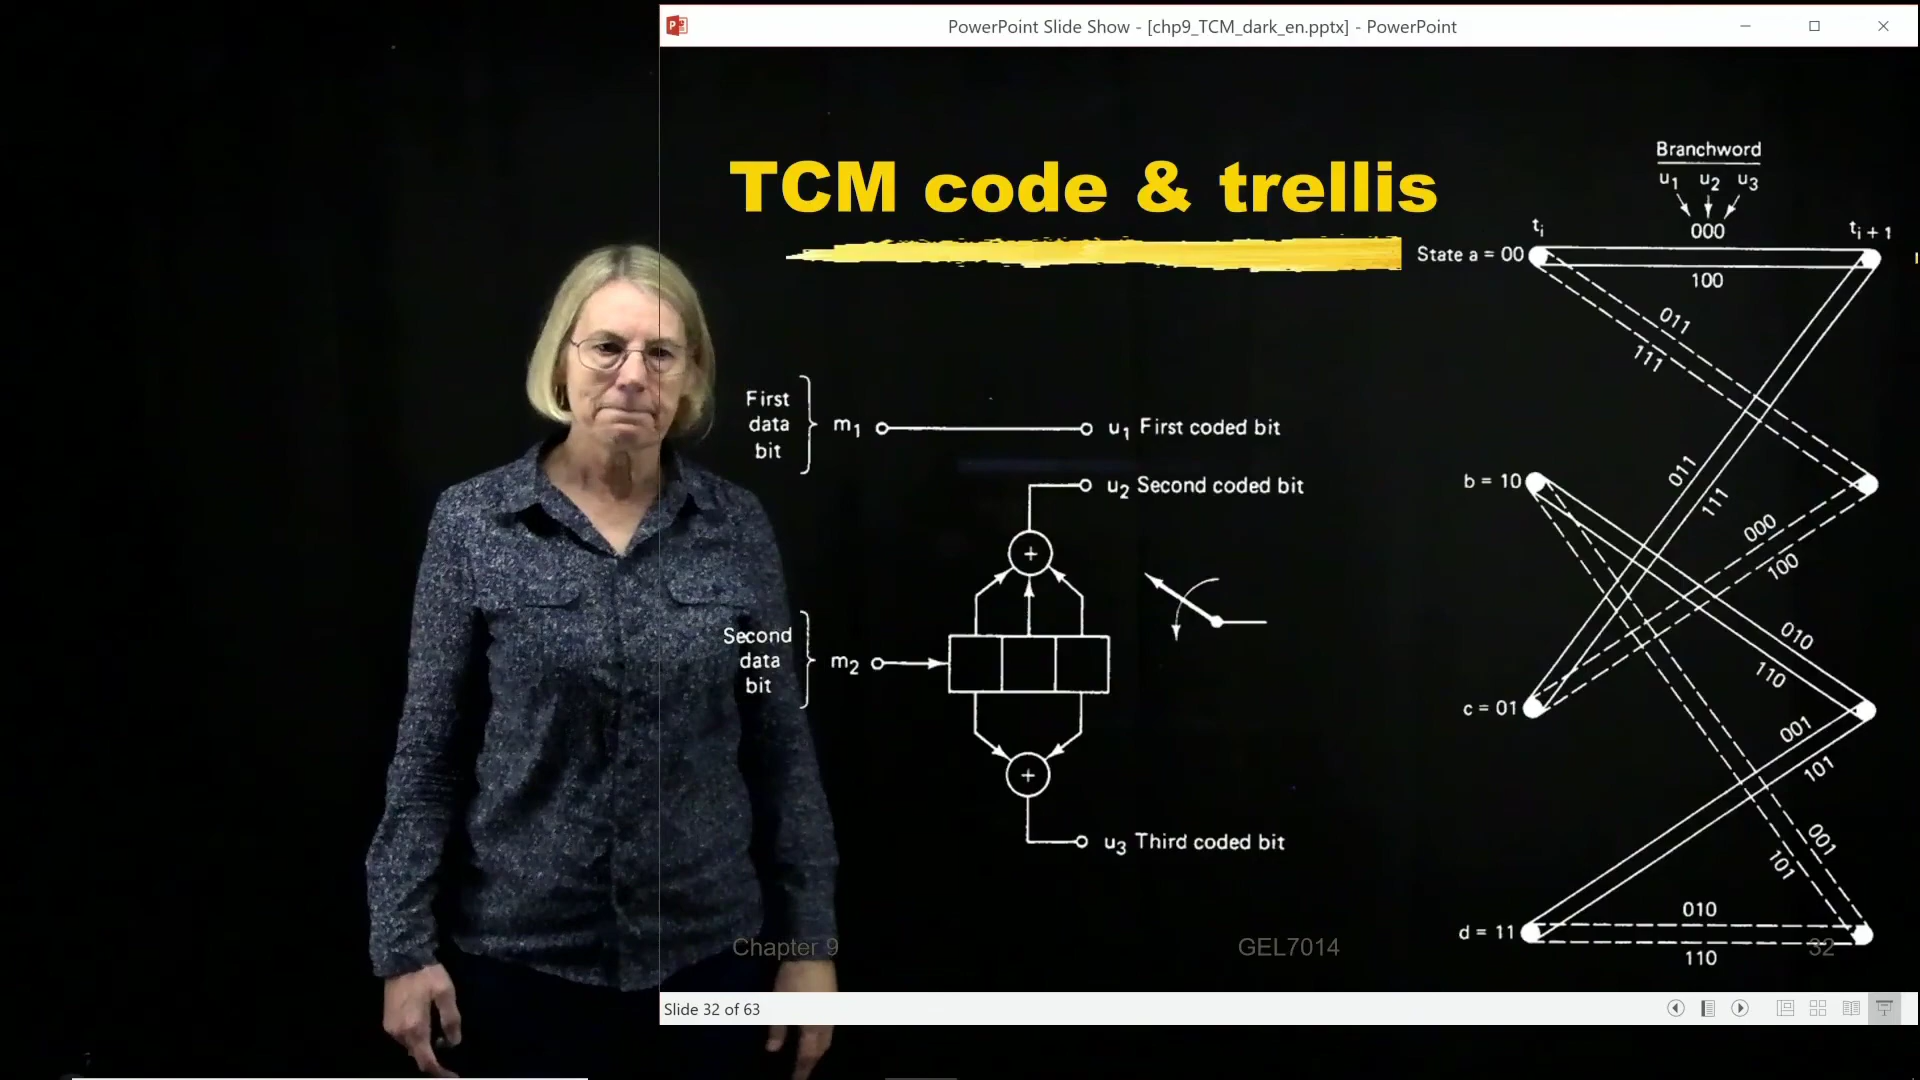 PowerPoint Slide Show - [chp9_TCM_dark_en.pptx] - PowerPoint
TCM code & trellis
Branchword
u1 u2 u3
ti
ti + 1
000
State a = 00
100
011
111
First
data
bit
m1
u1 First coded bit
u2 Second coded bit
b = 10
011
111
000
100
+
Second
data
bit
m2
010
110
c = 01
001
101
+
u3 Third coded bit
001
101
010
d = 11
110
Chapter 9
GEL7014
32
Slide 32 of 63